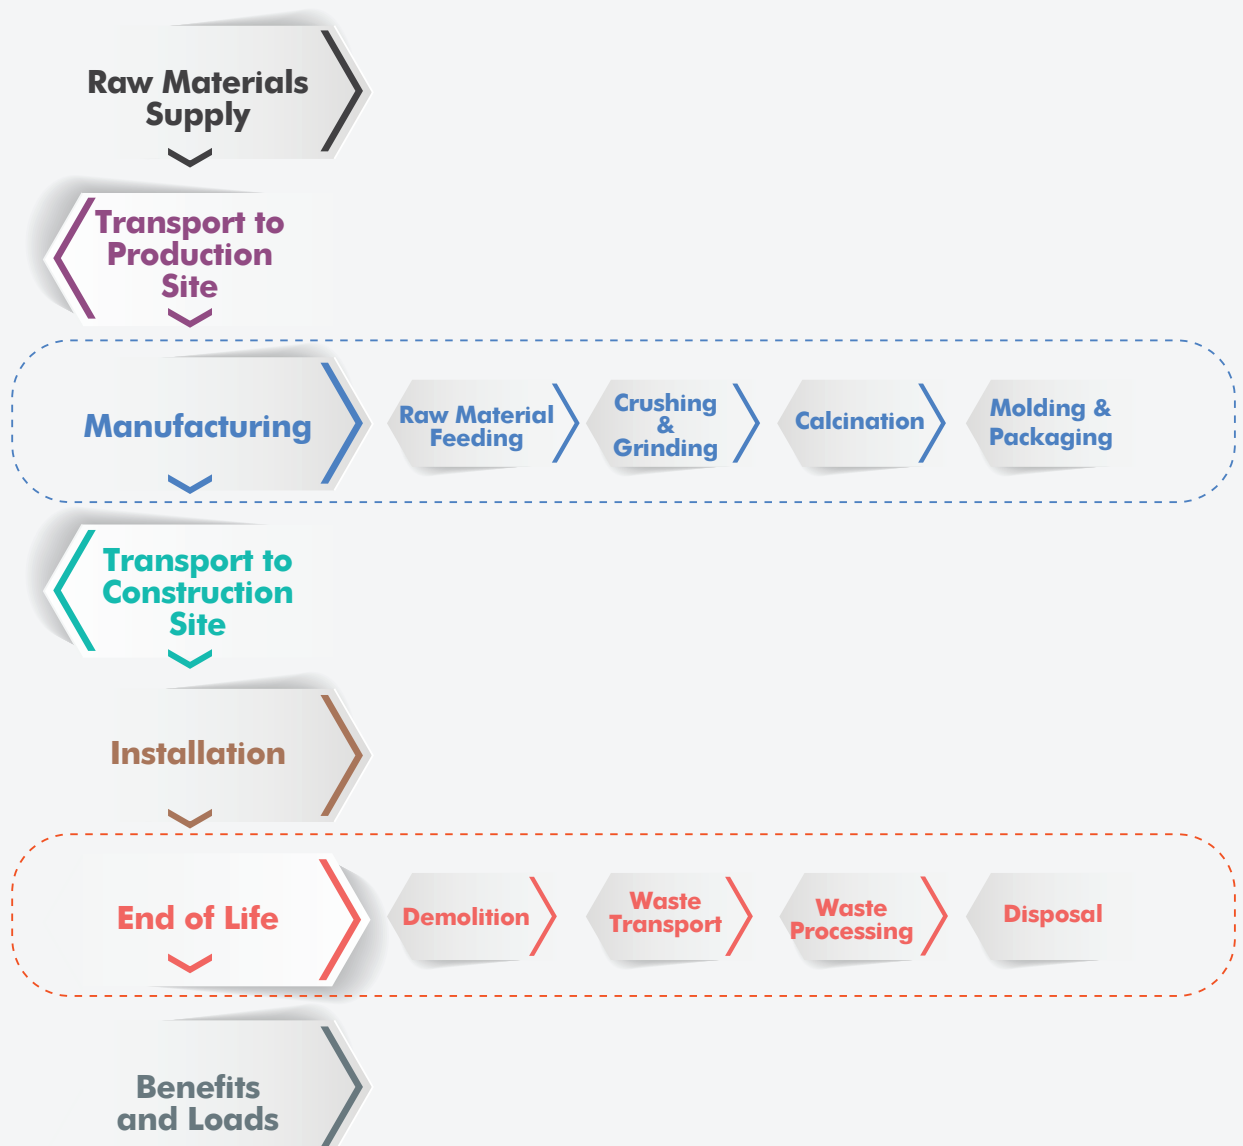 Raw Materials
Supply
Transport to
Production
Site
Manufacturing
Raw Material
Feeding
Crushing
&
Grinding
Calcination
Molding &
Packaging
Transport to
Construction
Site
Installation
End of Life
Demolition
Waste
Transport
Waste
Processing
Disposal
Benefits
and Loads